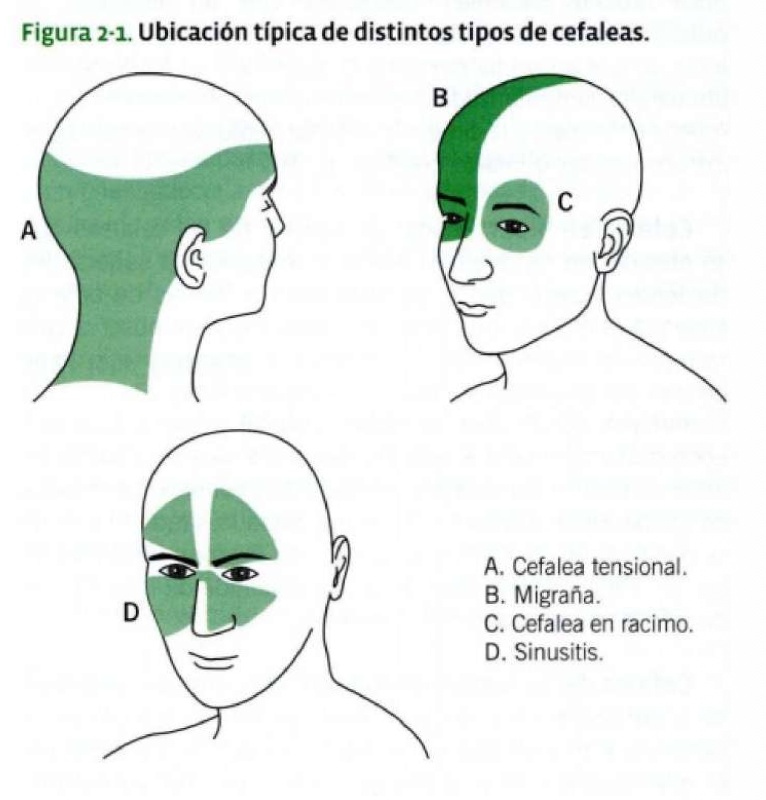 Figura 2-1. Ubicación típica de distintos tipos de cefaleas.
A
B
C
D
A. Cefalea tensional.
B. Migraña.
C. Cefalea en racimo.
D. Sinusitis.